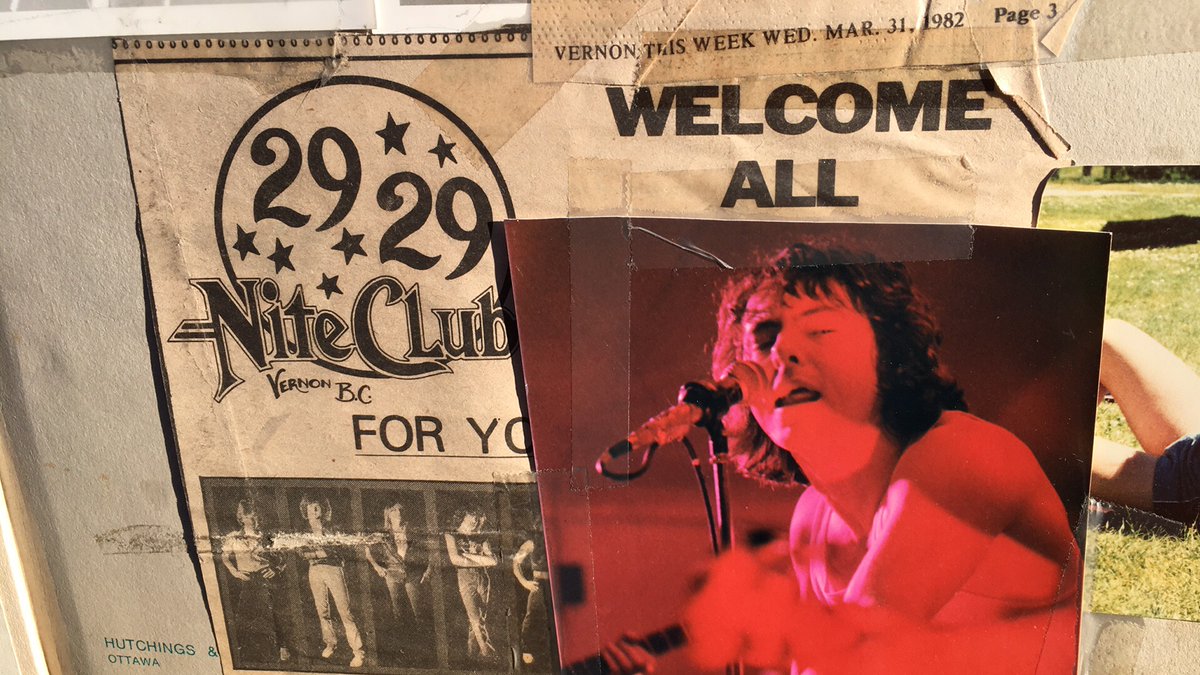 VERNON THIS WEEK WED. MAR. 31, 1982 Page 3
WELCOME
ALL
29
29
Nite Club
VERNON B.C.
FOR YO
HUTCHINGS &
OTTAWA